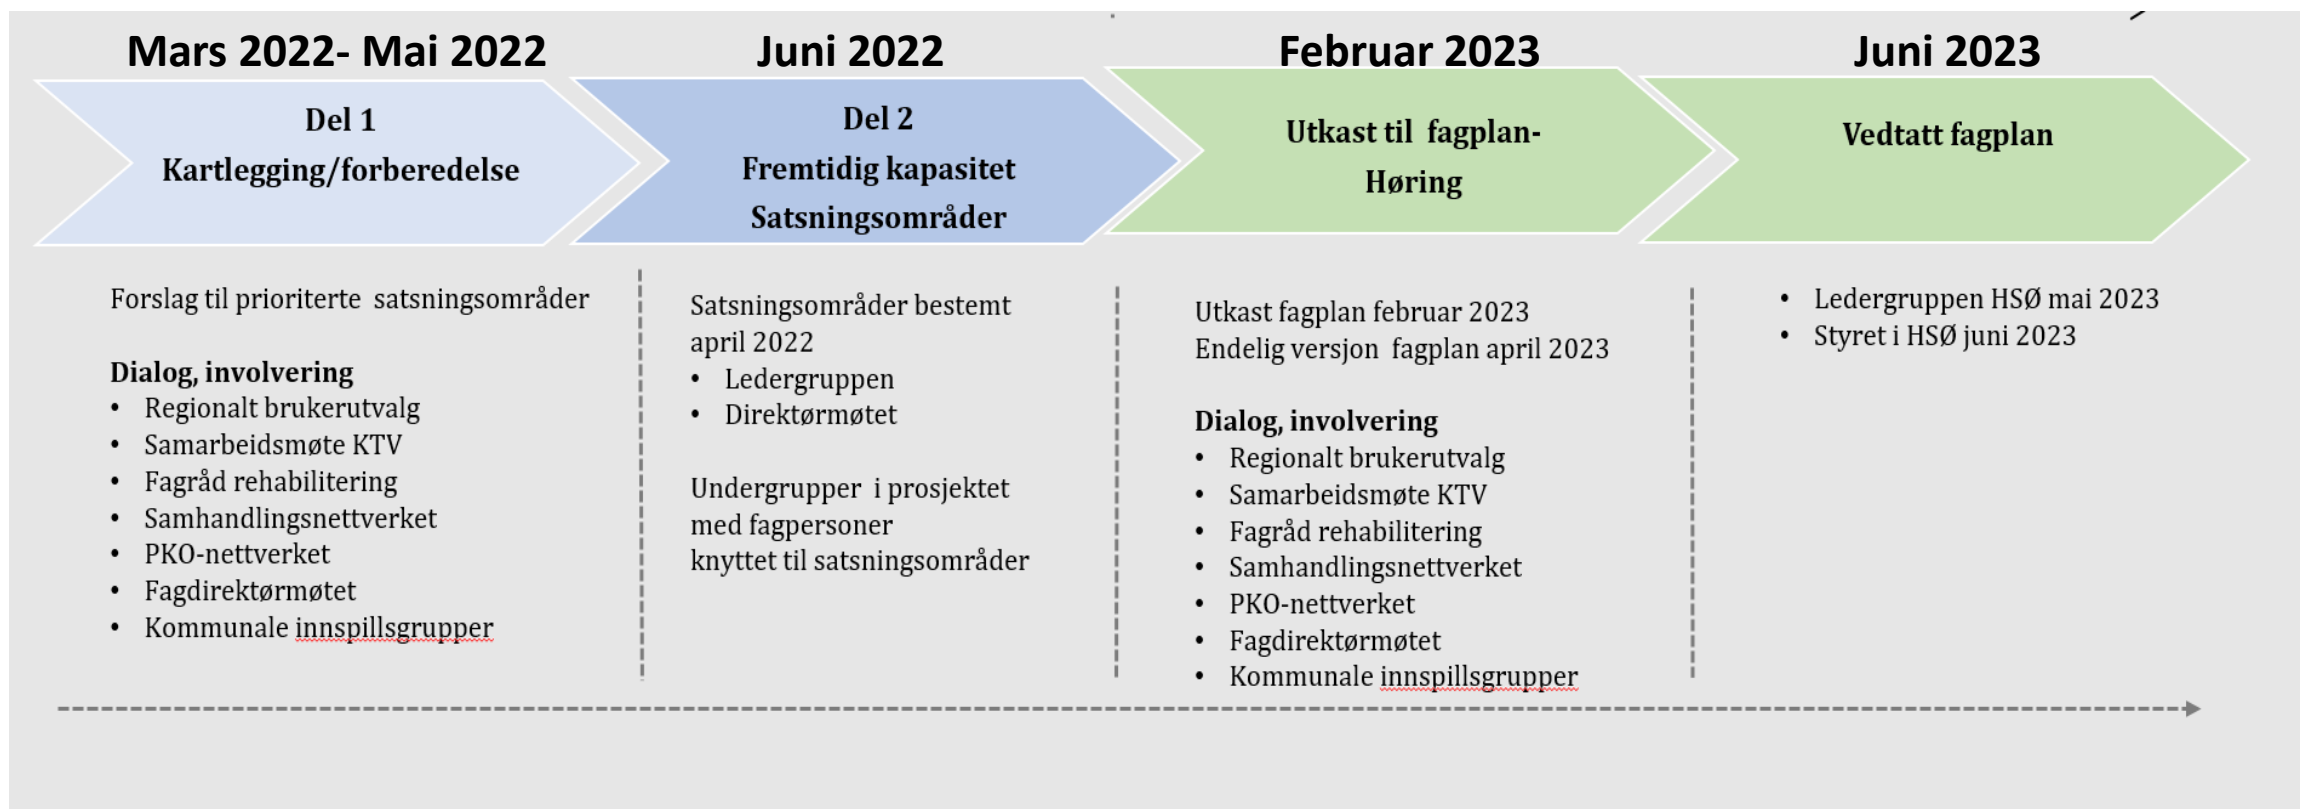 Mars 2022- Mai 2022
Del 1
Kartlegging/forberedelse
Forslag til prioriterte satsningsområder
Dialog, involvering
• Regionalt brukerutvalg
• Samarbeidsmøte KTV
• Fagråd rehabilitering
• Samhandlingsnettverket
• PKO-nettverket
• Fagdirektørmøtet
• Kommunale innspillsgrupper
Juni 2022
Del 2
Fremtidig kapasitet
Satsningsområder
Satsningsområder bestemt
april 2022
• Ledergruppen
• Direktørmøtet
Undergrupper i prosjektet
med fagpersoner
knyttet til satsningsområder
Februar 2023
Utkast til fagplan-
Høring
Utkast fagplan februar 2023
Endelig versjon fagplan april 2023
Dialog, involvering
• Regionalt brukerutvalg
• Samarbeidsmøte KTV
• Fagråd rehabilitering
• Samhandlingsnettverket
• PKO-nettverket
• Fagdirektørmøtet
• Kommunale innspillsgrupper
Juni 2023
Vedtatt fagplan
• Ledergruppen HSØ mai 2023
• Styret i HSØ juni 2023